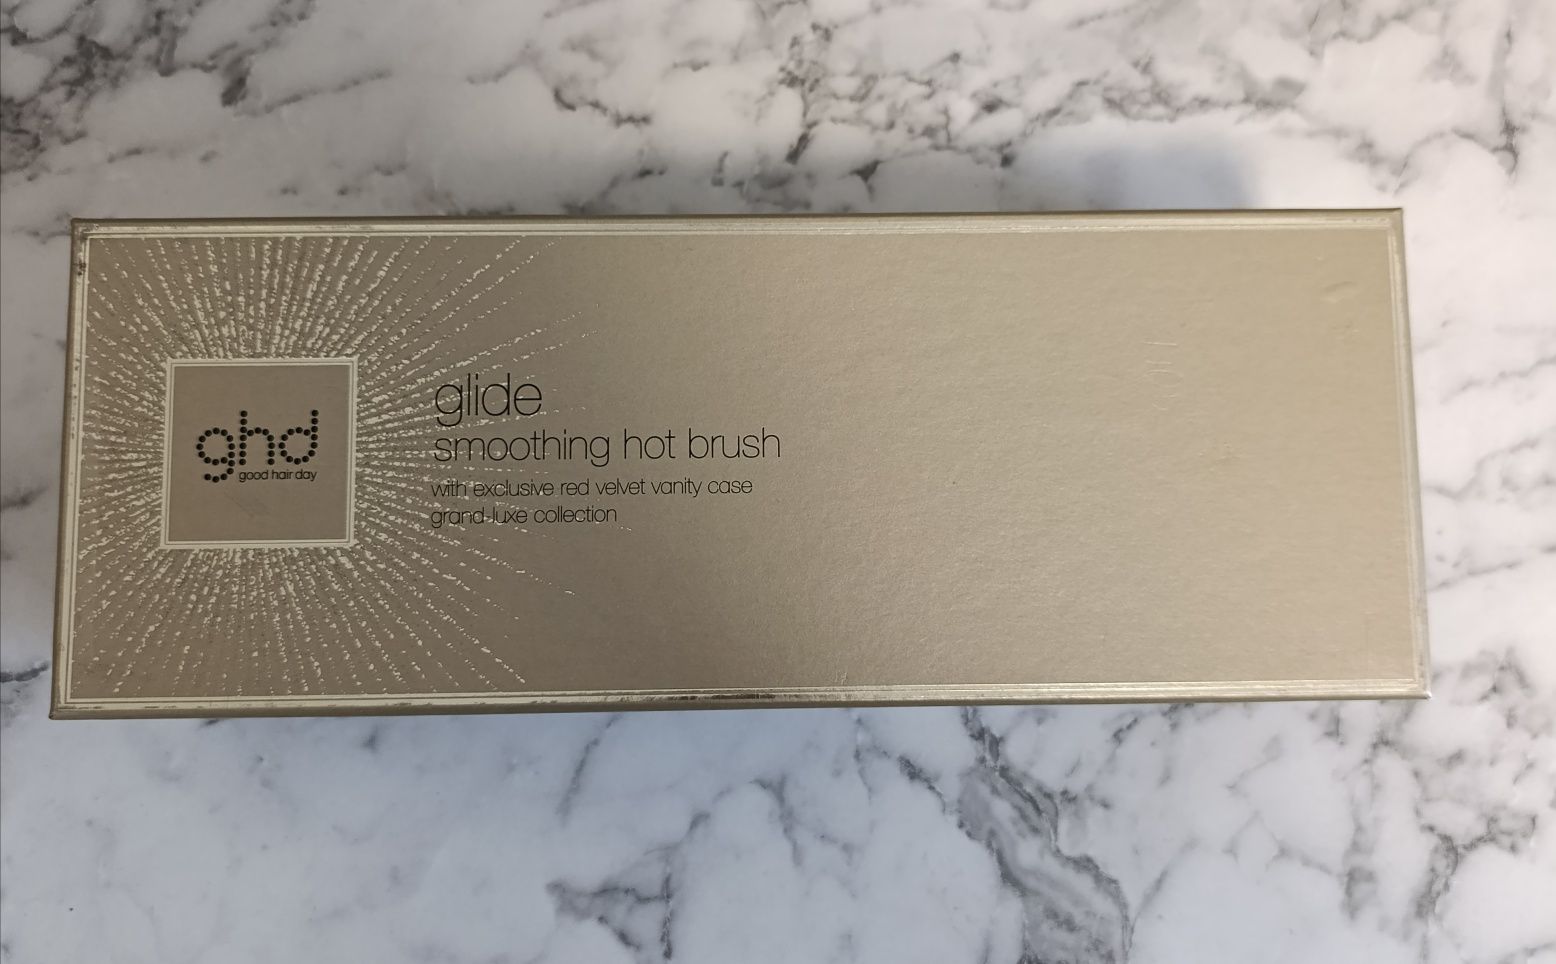 ghd
good hair day
glide
smoothing hot brush
with exclusive red velvet vanity case
grand-luxe collection